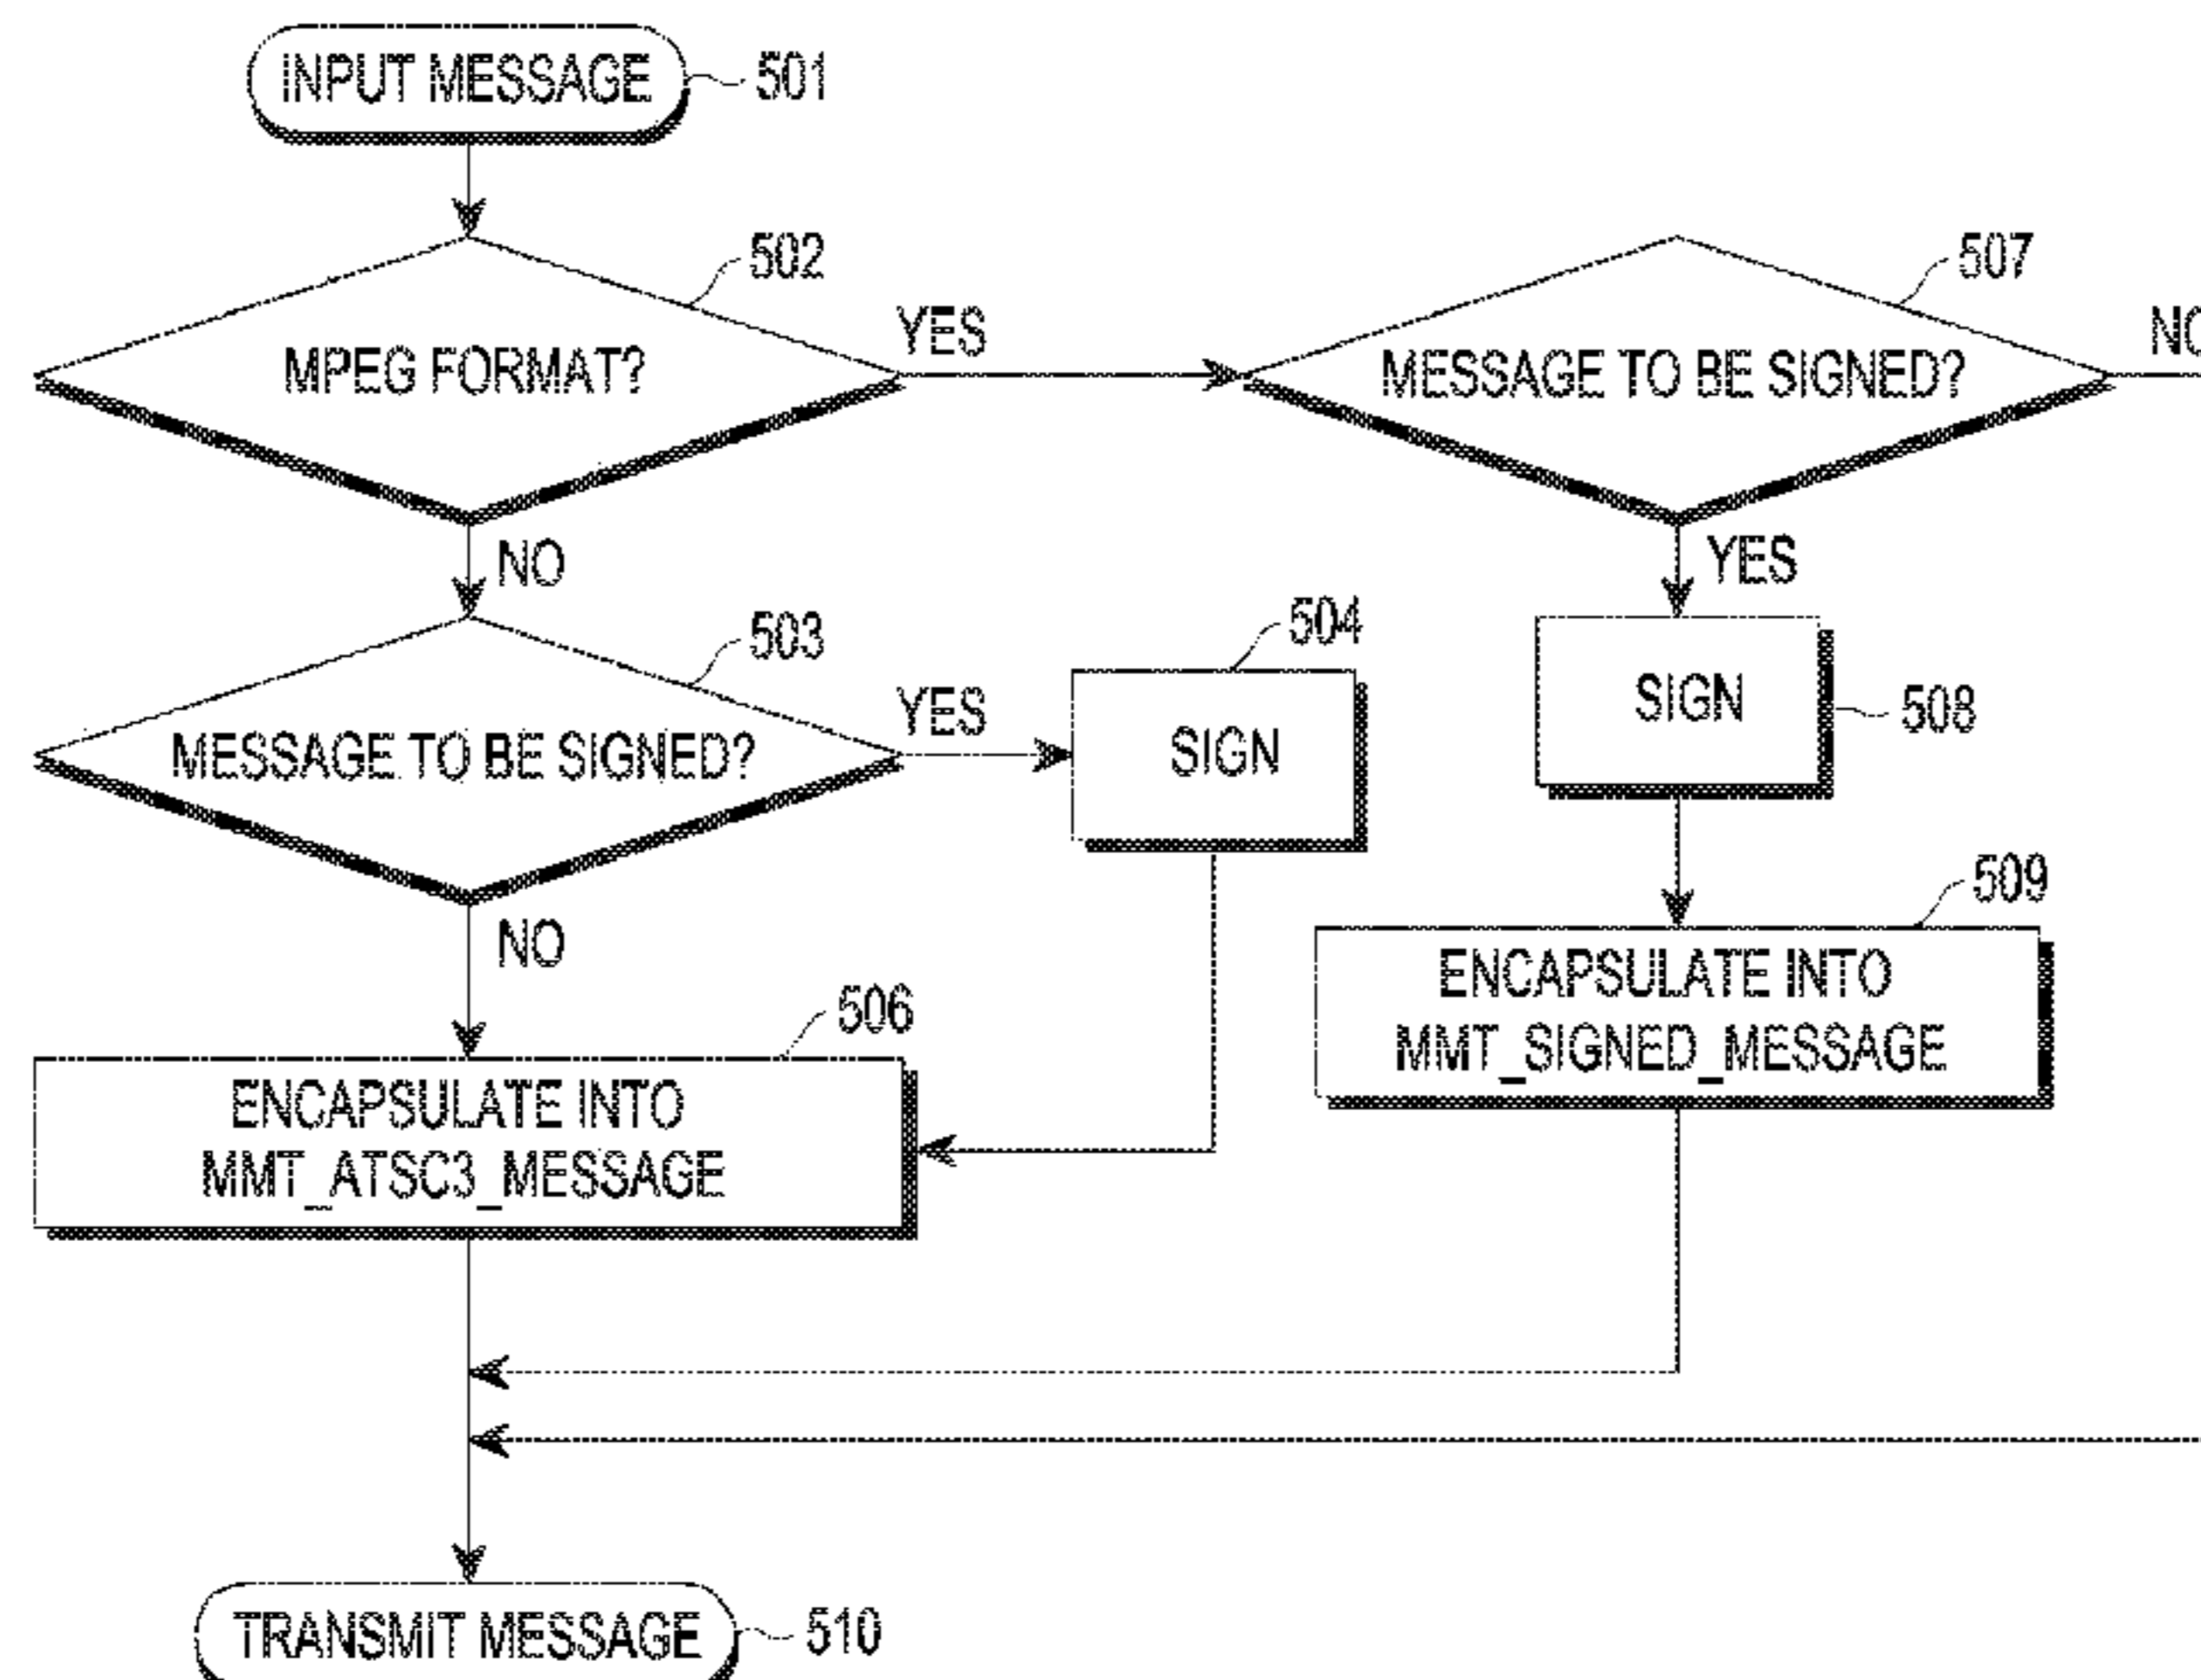 INPUT MESSAGE
501
502
507
MPEG FORMAT?
YES
MESSAGE TO BE SIGNED?
NO
NO
YES
503
504
MESSAGE TO BE SIGNED?
YES
SIGN
SIGN
508
NO
509
506
ENCAPSULATE INTO
MMT_SIGNED_MESSAGE
ENCAPSULATE INTO
MMT_ATSC3_MESSAGE
TRANSMIT MESSAGE
510